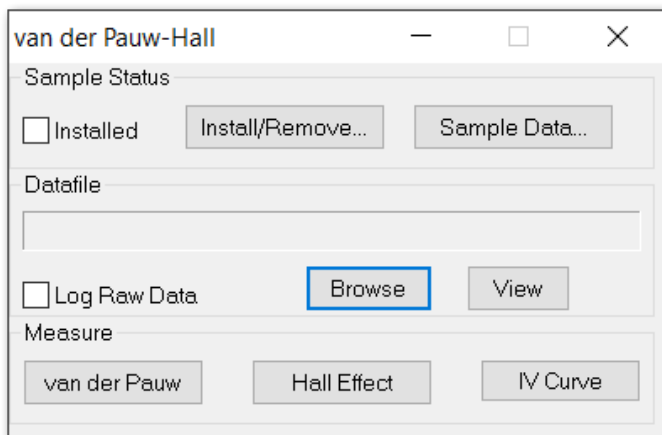 van der Pauw-Hall
Sample Status
Installed Install/Remove... Sample Data...
Datafile
Log Raw Data Browse View
Measure
van der Pauw Hall Effect IV Curve